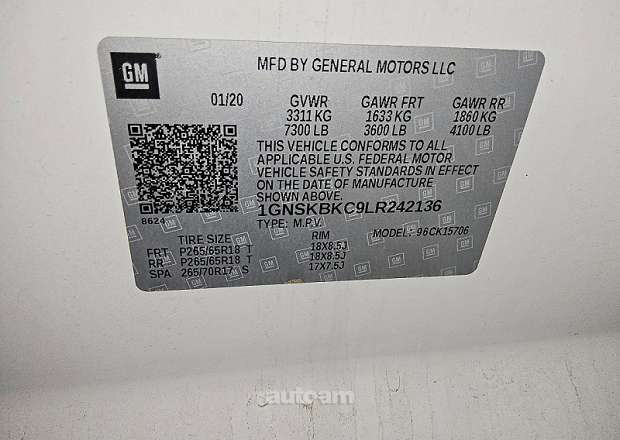 GM
MFD BY GENERAL MOTORS LLC
01/20 GVWR GAWR FRT GAWR RR
3311 KG 1633 KG 1860 KG
7300 LB 3600 LB 4100 LB
THIS VEHICLE CONFORMS TO ALL
APPLICABLE U.S. FEDERAL MOTOR
VEHICLE SAFETY STANDARDS IN EFFECT
ON THE DATE OF MANUFACTURE
SHOWN ABOVE.
8624 1GNSKBKC9LR242136
TYPE: M.P.V. MODEL: 96CK15706
TIRE SIZE RIM
FRT P265/65R18 T 18X8.5J
RR P265/65R18 T 18X8.5J
SPA 265/70R17 S 17X7.5J
autoam